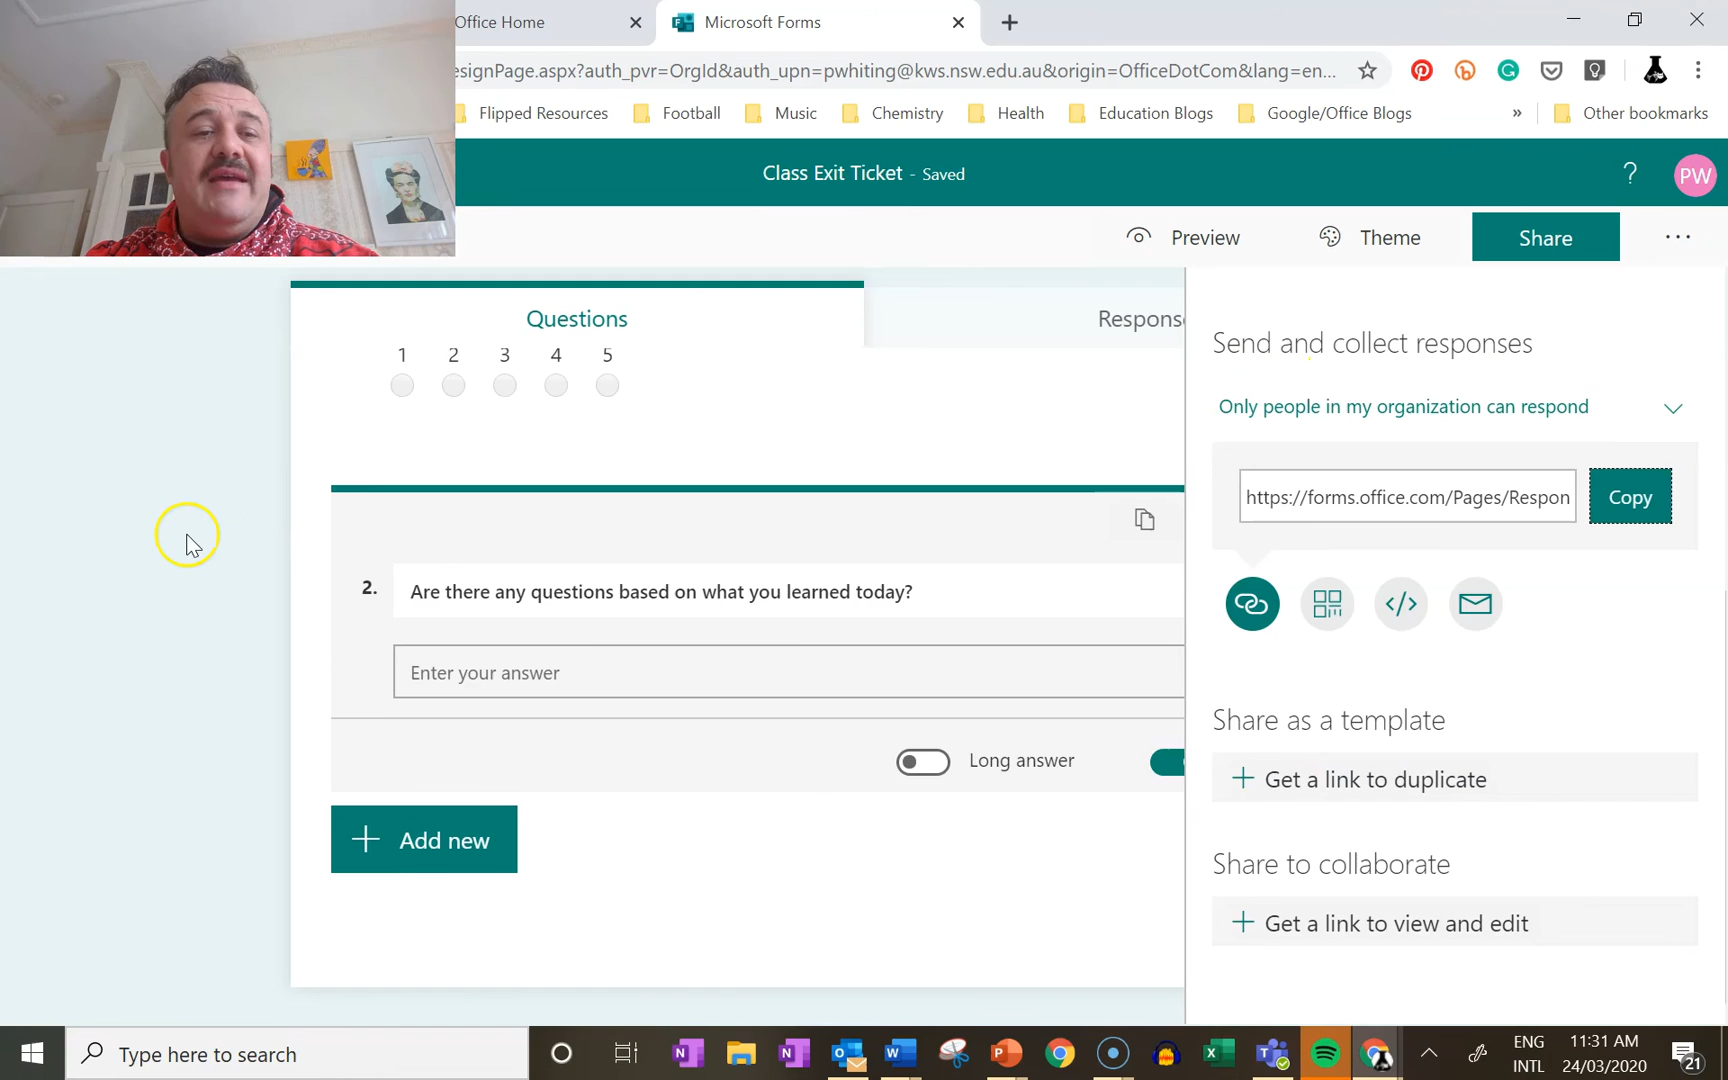 Office Home
Microsoft Forms
esignPage.aspx?auth_pvr=OrgId&auth_upn=pwhiting@kws.nsw.edu.au&origin=OfficeDotCom&lang=en...
Flipped Resources
Football
Music
Chemistry
Health
Education Blogs
Google/Office Blogs
»
Other bookmarks
Class Exit Ticket - Saved
?
PW
Preview
Theme
Share
Questions
Response
1 2 3 4 5
Send and collect responses
Only people in my organization can respond
https://forms.office.com/Pages/Respon
Copy
2. Are there any questions based on what you learned today?
Enter your answer
Long answer
Add new
Share as a template
Get a link to duplicate
Share to collaborate
Get a link to view and edit
Type here to search
ENG
INTL
11:31 AM
24/03/2020
21